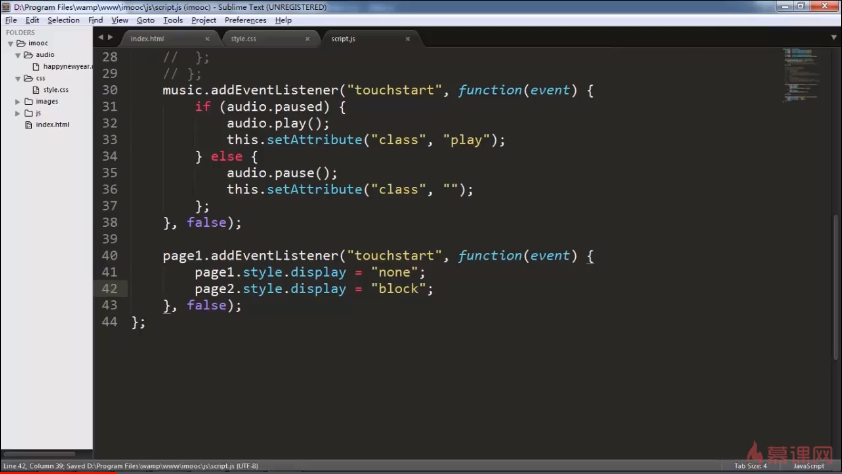 D:\Program Files\wamp\www\imooc\js\script.js (imooc) - Sublime Text (UNREGISTERED)
File Edit Selection Find View Goto Tools Project Preferences Help
FOLDERS
imooc
audio
happynewyear.
css
style.css
images
js
index.html
index.html × style.css × script.js ×
28 // };
29 // };
30 music.addEventListener("touchstart", function(event) {
31 if (audio.paused) {
32 audio.play();
33 this.setAttribute("class", "play");
34 } else {
35 audio.pause();
36 this.setAttribute("class", "");
37 };
38 }, false);
39
40 page1.addEventListener("touchstart", function(event) {
41 page1.style.display = "none";
42 page2.style.display = "block";
43 }, false);
44 };
慕课网
Line 42, Column 39; Saved D:\Program Files\wamp\www\imooc\js\script.js (UTF-8) Tab Size: 4 JavaScript